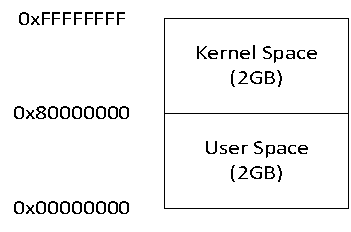 0xFFFFFFFF
Kernel Space
(2GB)
0x80000000
User Space
(2GB)
0x00000000